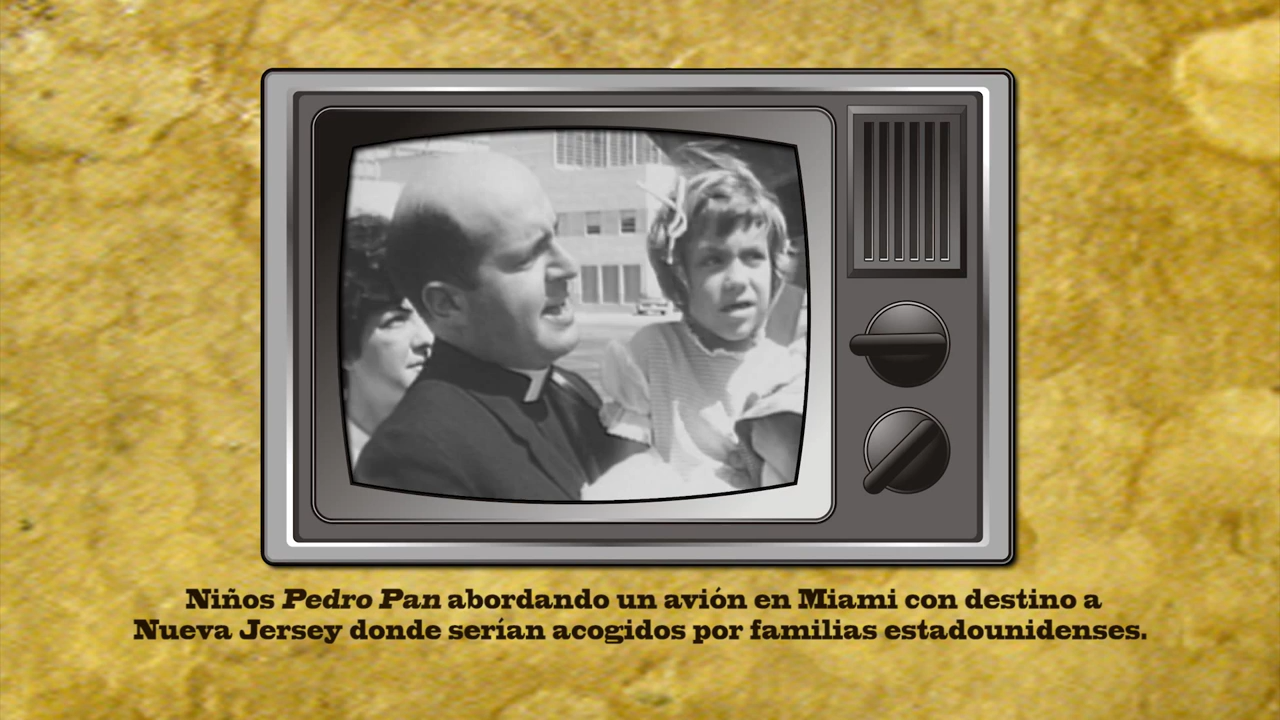 Niños Pedro Pan abordando un avión en Miami con destino a
Nueva Jersey donde serían acogidos por familias estadounidenses.